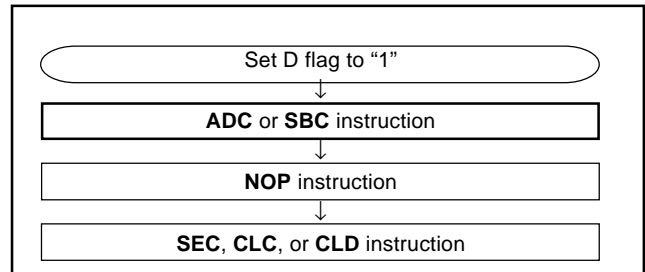 Set D flag to “1”
ADC or SBC instruction
NOP instruction
SEC, CLC, or CLD instruction